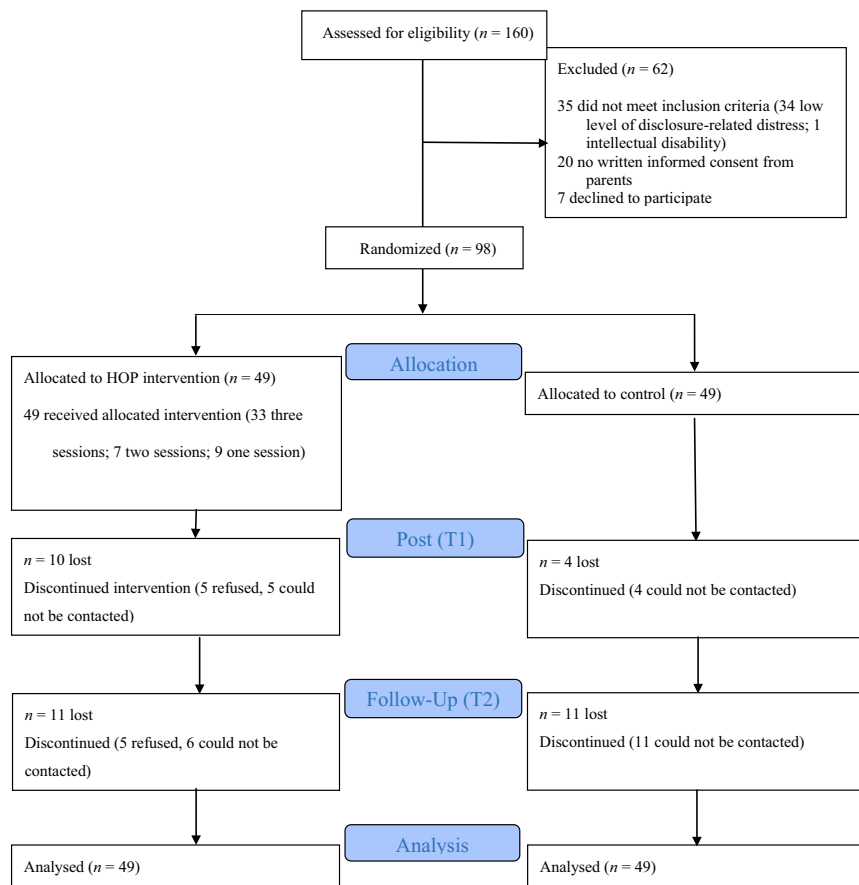 Assessed for eligibility (n = 160)
Excluded (n = 62)
35 did not meet inclusion criteria (34 low
level of disclosure-related distress; 1
intellectual disability)
20 no written informed consent from
parents
7 declined to participate
Randomized (n = 98)
Allocation
Allocated to HOP intervention (n = 49)
49 received allocated intervention (33 three
sessions; 7 two sessions; 9 one session)
Allocated to control (n = 49)
Post (T1)
n = 10 lost
Discontinued intervention (5 refused, 5 could
not be contacted)
n = 4 lost
Discontinued (4 could not be contacted)
Follow-Up (T2)
n = 11 lost
Discontinued (5 refused, 6 could not be
contacted)
n = 11 lost
Discontinued (11 could not be contacted)
Analysis
Analysed (n = 49)
Analysed (n = 49)